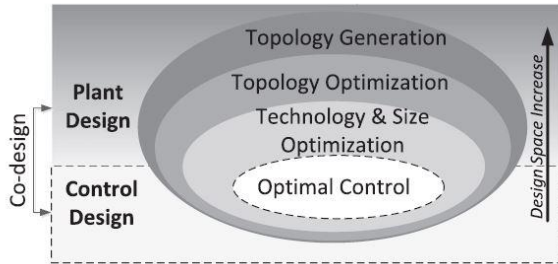 Topology Generation
Topology Optimization
Technology & Size
Optimization
Optimal Control
Plant
Design
Control
Design
Co-design
Design Space Increase